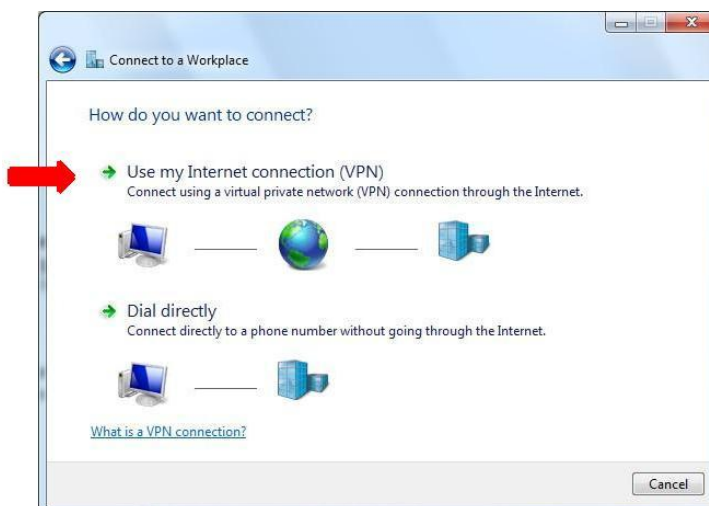 Connect to a Workplace
How do you want to connect?
Use my Internet connection (VPN)
Connect using a virtual private network (VPN) connection through the Internet.
Dial directly
Connect directly to a phone number without going through the Internet.
What is a VPN connection?
Cancel